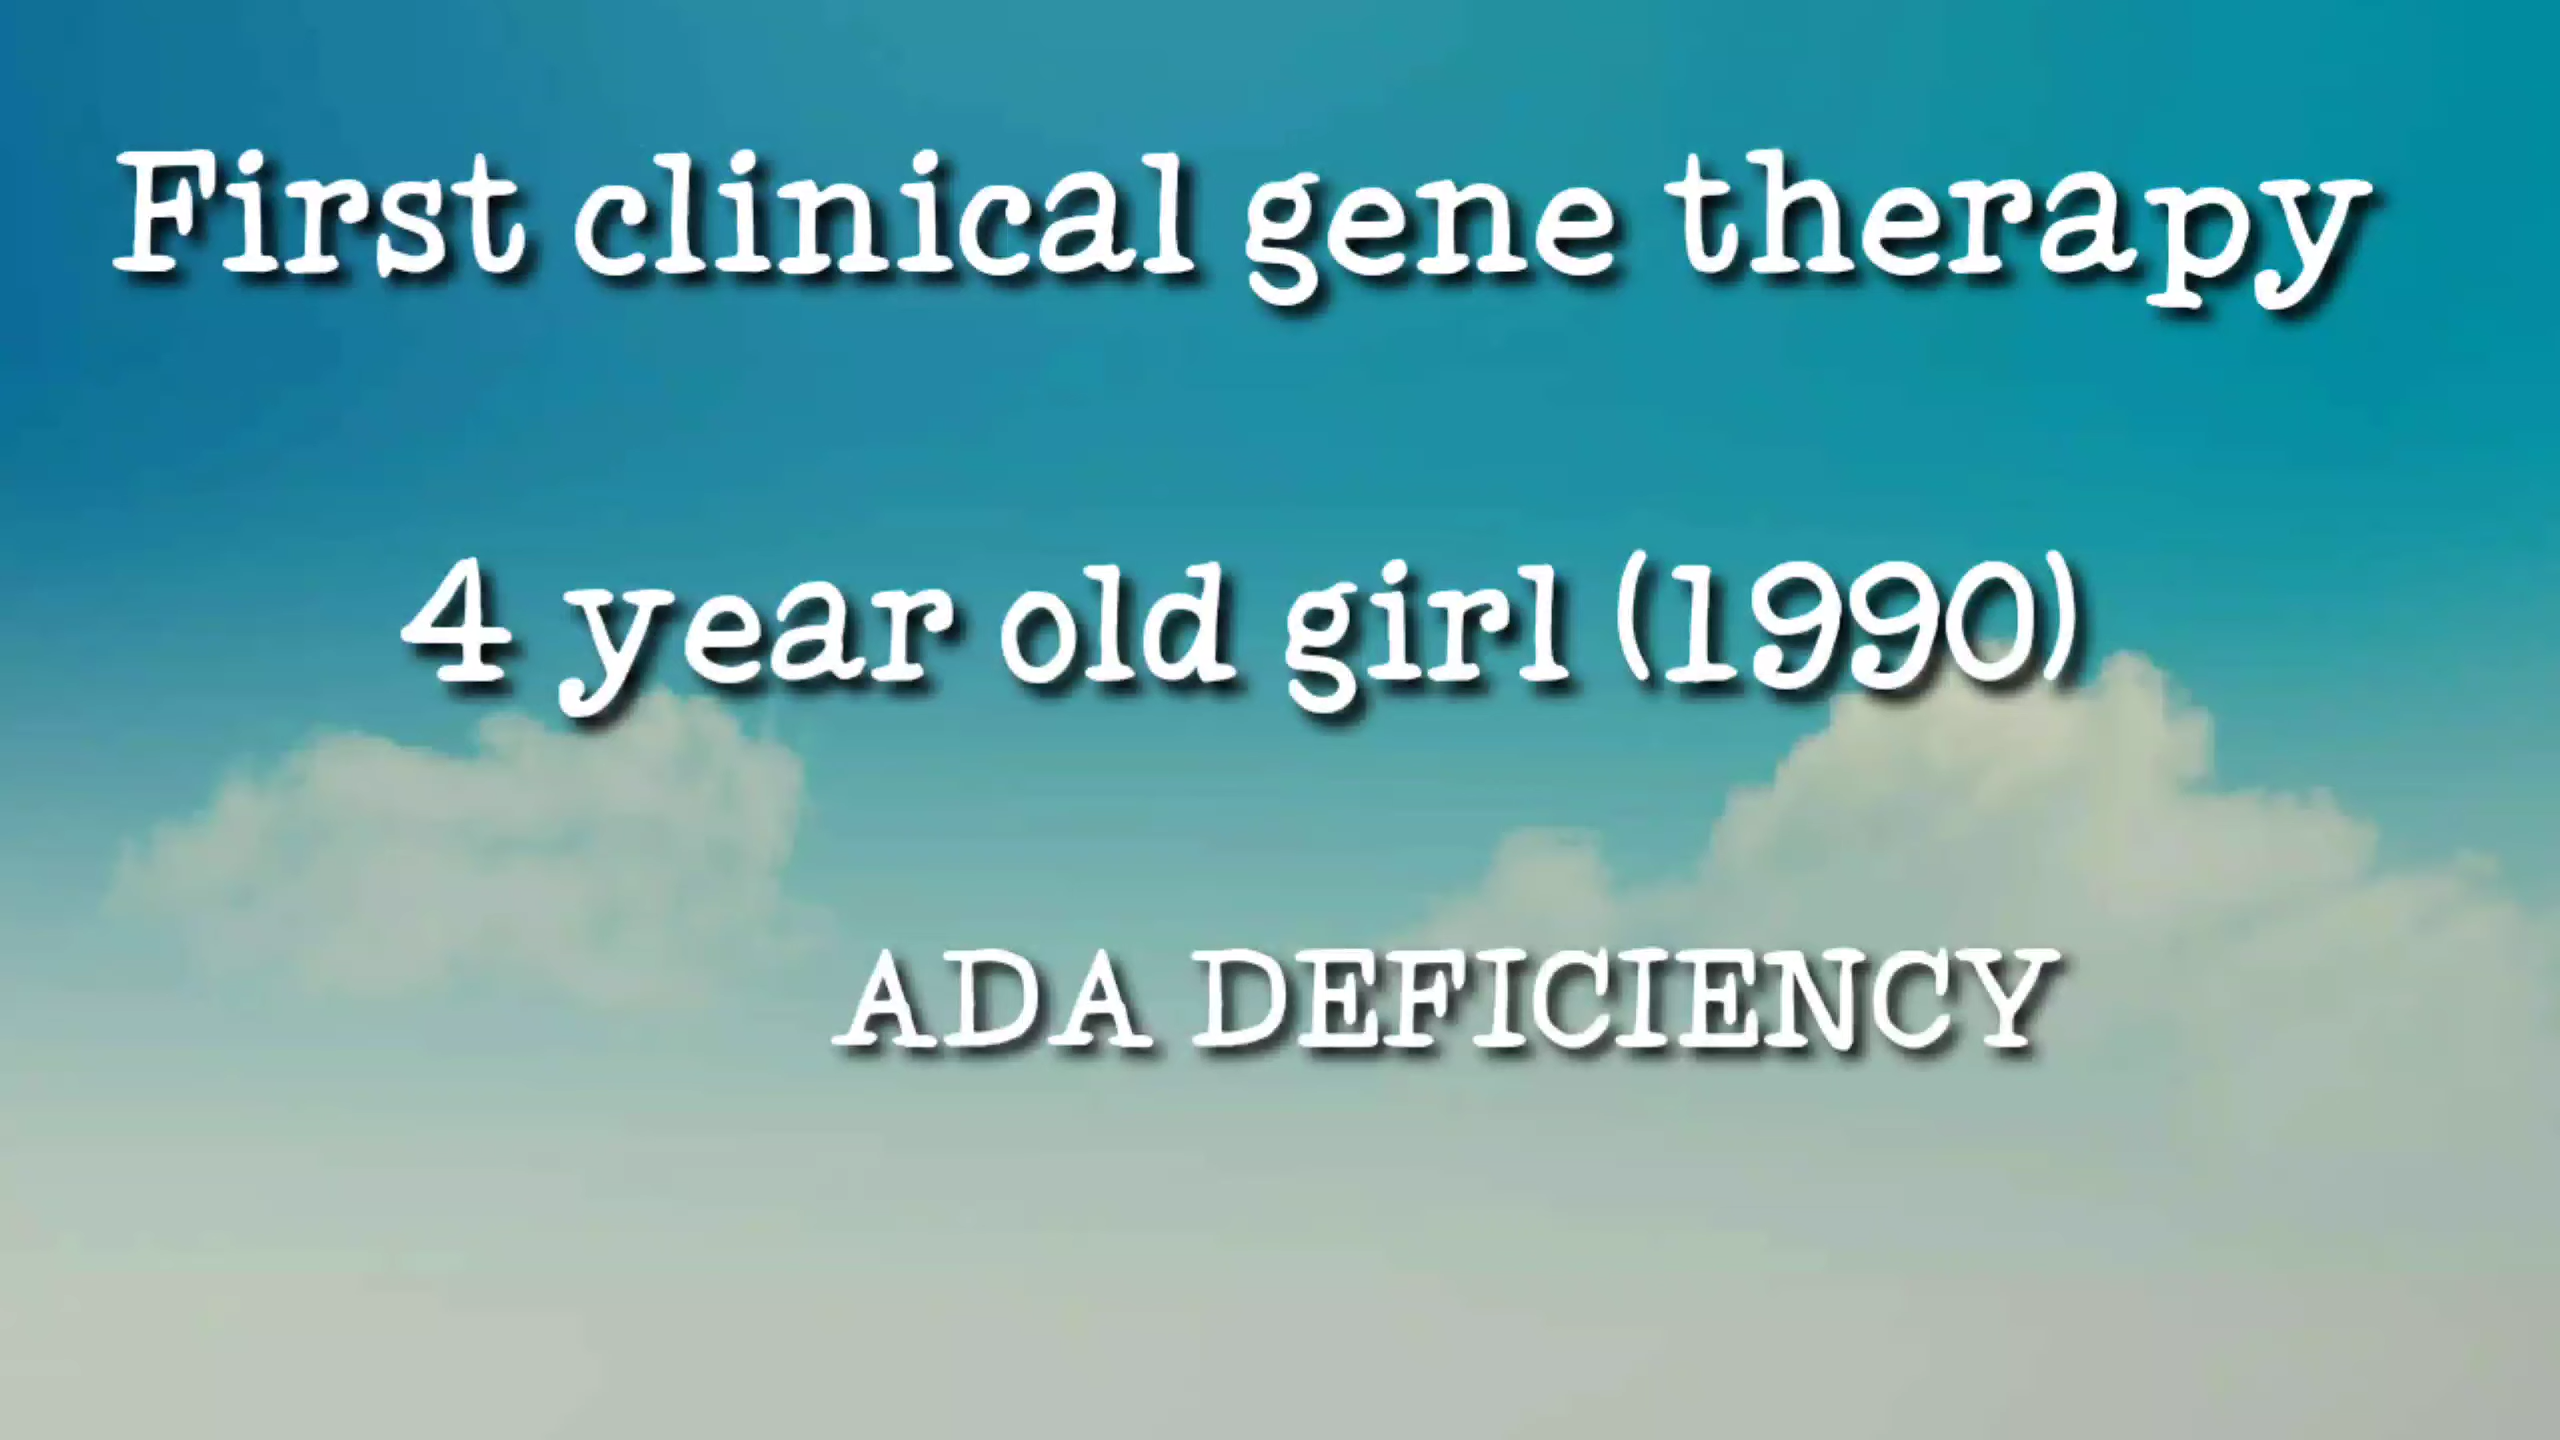 First clinical gene therapy
4 year old girl (1990)
ADA DEFICIENCY